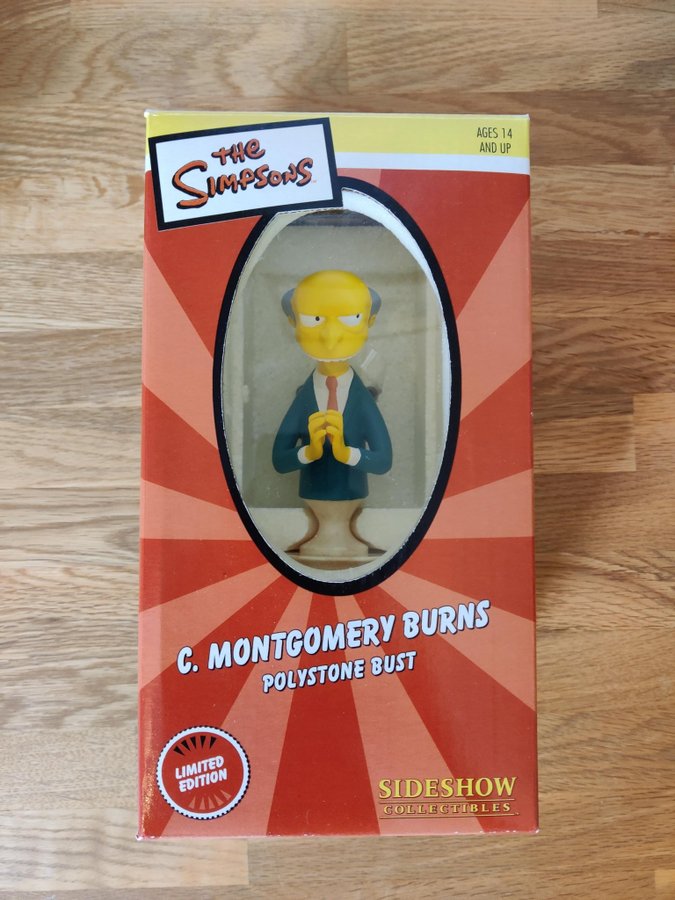 THE
SIMPSONS
AGES 14
AND UP
C. MONTGOMERY BURNS
POLYSTONE BUST
LIMITED
EDITION
SIDESHOW
COLLECTIBLES